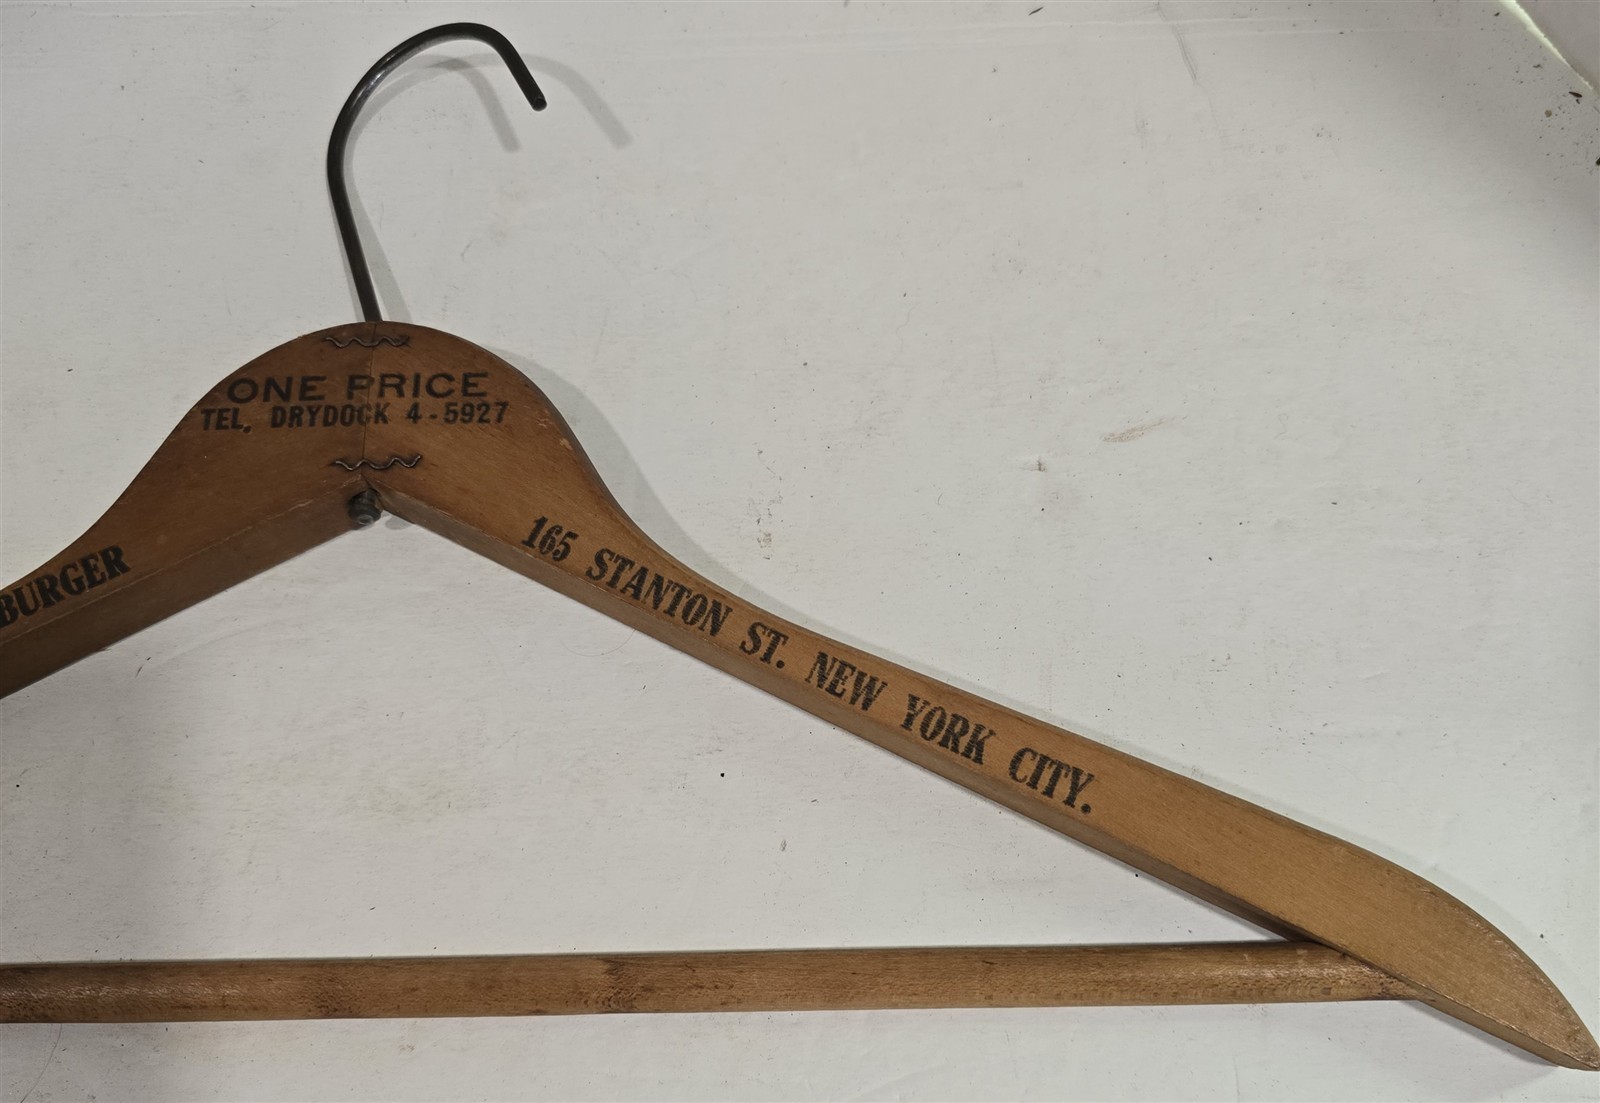 ONE PRICE
TEL. DRYDOCK 4-5927
BURGER
165 STANTON ST. NEW YORK CITY.